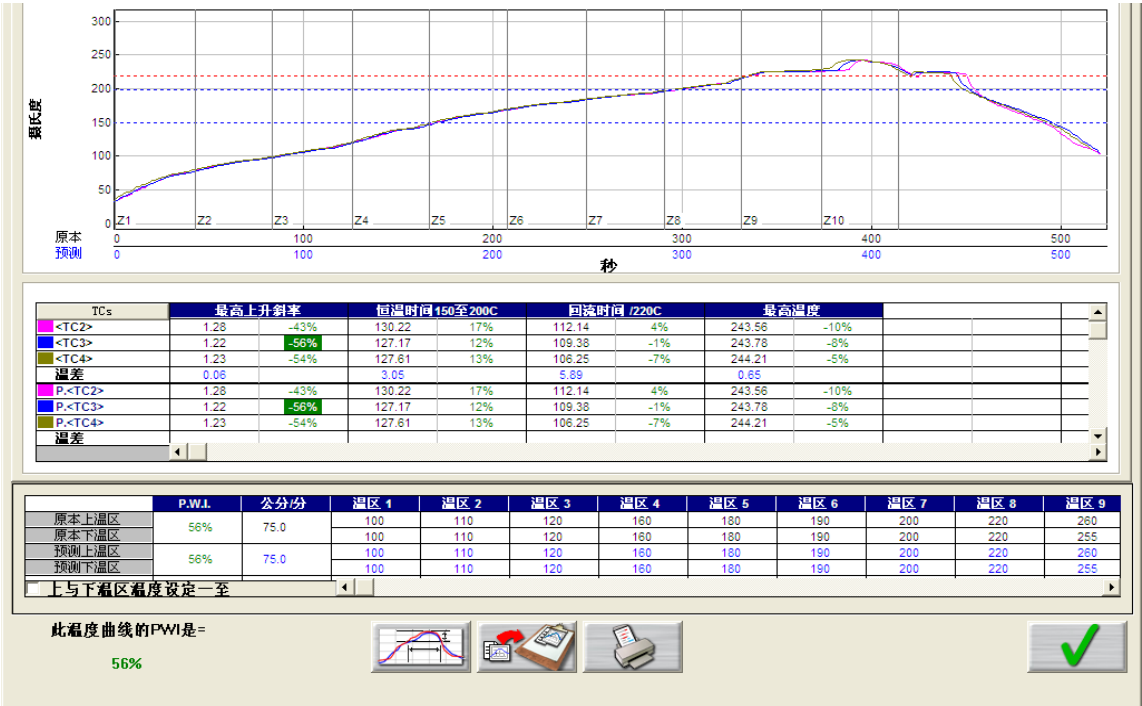 300
250
200
150
100
50
0
摄氏度
Z1 Z2 Z3 Z4 Z5 Z6 Z7 Z8 Z9 Z10
原本 0 100 200 300 400 500
预测 0 100 200 300 400 500
秒
TCs 最高上升斜率 恒温时间150至200C 回流时间 /220C 最高温度
<TC2> 1.28 -43% 130.22 17% 112.14 4% 243.56 -10%
<TC3> 1.22 -56% 127.17 12% 109.38 -1% 243.78 -8%
<TC4> 1.23 -54% 127.61 13% 106.25 -7% 244.21 -5%
温差 0.06 3.05 5.89 0.65
P.<TC2> 1.28 -43% 130.22 17% 112.14 4% 243.56 -10%
P.<TC3> 1.22 -56% 127.17 12% 109.38 -1% 243.78 -8%
P.<TC4> 1.23 -54% 127.61 13% 106.25 -7% 244.21 -5%
温差
P.W.I. 公分/分 温区 1 温区 2 温区 3 温区 4 温区 5 温区 6 温区 7 温区 8 温区 9
原本上温区 56% 75.0 100 110 120 160 180 190 200 220 260
原本下温区 100 110 120 160 180 190 200 220 255
预测上温区 56% 75.0 100 110 120 160 180 190 200 220 260
预测下温区 100 110 120 160 180 190 200 220 255
上与下温区温度设定一至
此温度曲线的PWI是=
56%